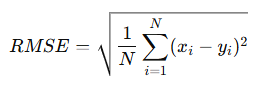 RMSE = \sqrt{\frac{1}{N} \sum_{i=1}^{N} (x_i - y_i)^2}